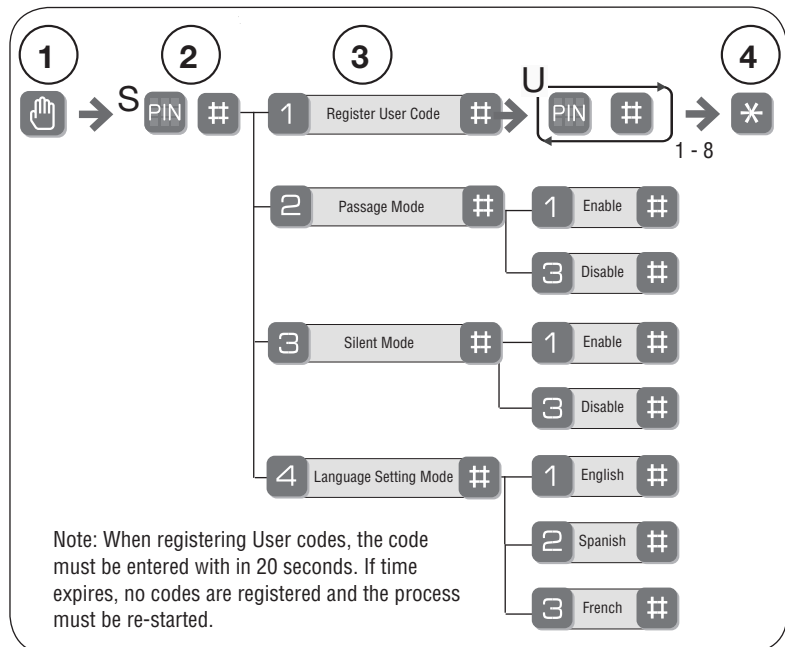 1 2 3 4
S PIN # 1 Register User Code # U PIN # *
1 - 8
2 Passage Mode # 1 Enable #
3 Disable #
3 Silent Mode # 1 Enable #
3 Disable #
4 Language Setting Mode # 1 English #
2 Spanish #
3 French #
Note: When registering User codes, the code
must be entered with in 20 seconds. If time
expires, no codes are registered and the process
must be re-started.